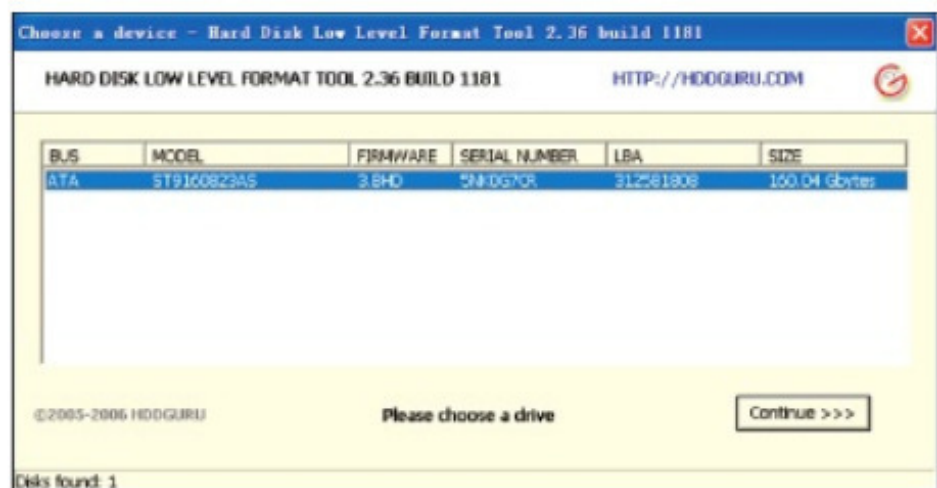 Choose a device - Hard Disk Low Level Format Tool 2.36 build 1181
HARD DISK LOW LEVEL FORMAT TOOL 2.36 BUILD 1181 HTTP://HDDGURU.COM
BUS MODEL FIRMWARE SERIAL NUMBER LBA SIZE
ATA ST9160823AS 3.BHD 5NK0G7CR 312581808 160.04 Gbytes
©2005-2006 HDDGURU Please choose a drive Continue >>>
Disks found: 1